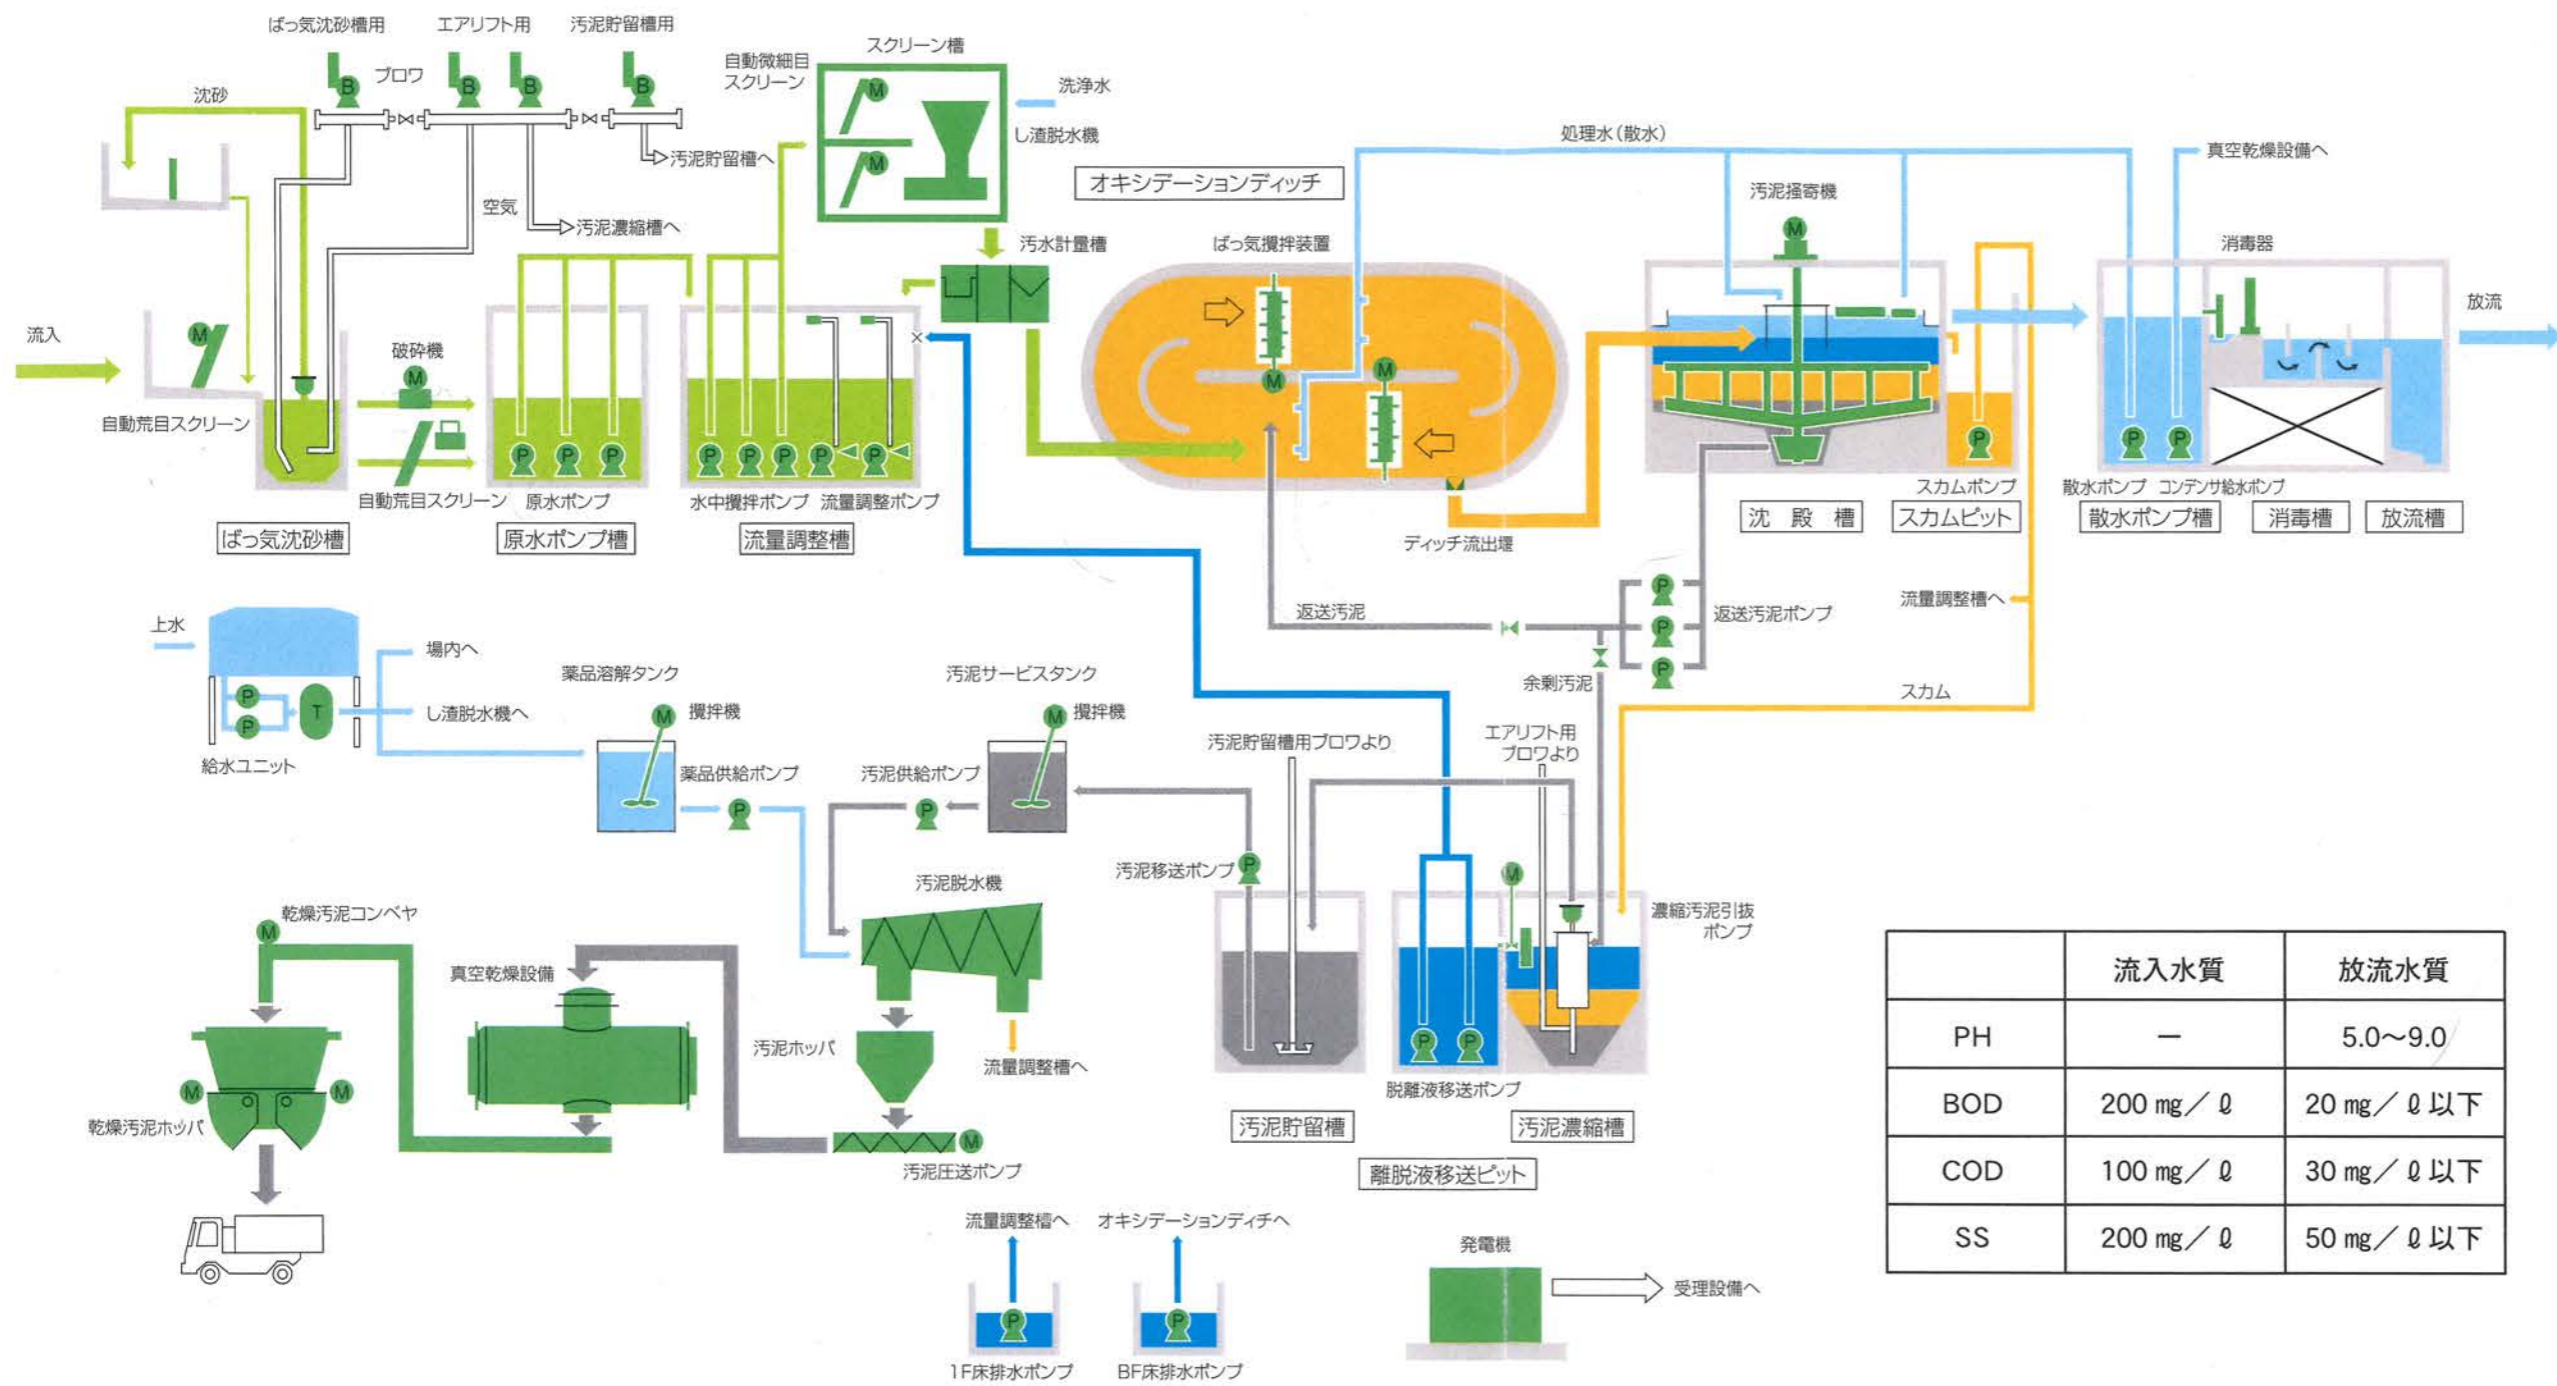 ばっ気沈砂槽用
エアリフト用
汚泥貯留槽用
ブロワ
B
B
B
B
沈砂
空気
汚泥貯留槽へ
汚泥濃縮槽へ
流入
M
自動荒目スクリーン
破砕機
M
自動荒目スクリーン
ばっ気沈砂槽
P
P
P
原水ポンプ
原水ポンプ槽
P
P
P
P
P
水中攪拌ポンプ
流量調整ポンプ
流量調整槽
自動微細目
スクリーン
スクリーン槽
M
M
洗浄水
し渣脱水機
汚水計量槽
オキシデーションディッチ
ばっ気攪拌装置
M
M
ディッチ流出堰
処理水(散水)
汚泥掻寄機
M
沈殿槽
P
スカムポンプ
スカムピット
真空乾燥設備へ
消毒器
P
P
散水ポンプ
コンデンサ給水ポンプ
散水ポンプ槽
消毒槽
放流槽
放流
返送汚泥
P
P
P
返送汚泥ポンプ
余剰汚泥
流量調整槽へ
スカム
上水
P
P
T
給水ユニット
場内へ
し渣脱水機へ
薬品溶解タンク
M
攪拌機
薬品供給ポンプ
P
汚泥サービスタンク
M
攪拌機
汚泥供給ポンプ
P
汚泥貯留槽用ブロワより
エアリフト用
ブロワより
汚泥移送ポンプ
P
汚泥脱水機
流量調整槽へ
汚泥ホッパ
M
汚泥圧送ポンプ
真空乾燥設備
乾燥汚泥コンベヤ
M
M
M
乾燥汚泥ホッパ
汚泥貯留槽
P
P
脱離液移送ポンプ
離脱液移送ピット
M
濃縮汚泥引抜
ポンプ
汚泥濃縮槽
流量調整槽へ
P
1F床排水ポンプ
オキシデーションディチへ
P
BF床排水ポンプ
発電機
受理設備へ
流入水質 放流水質
PH － 5.0～9.0
BOD 200㎎／ℓ 20㎎／ℓ以下
COD 100㎎／ℓ 30㎎／ℓ以下
SS 200㎎／ℓ 50㎎／ℓ以下